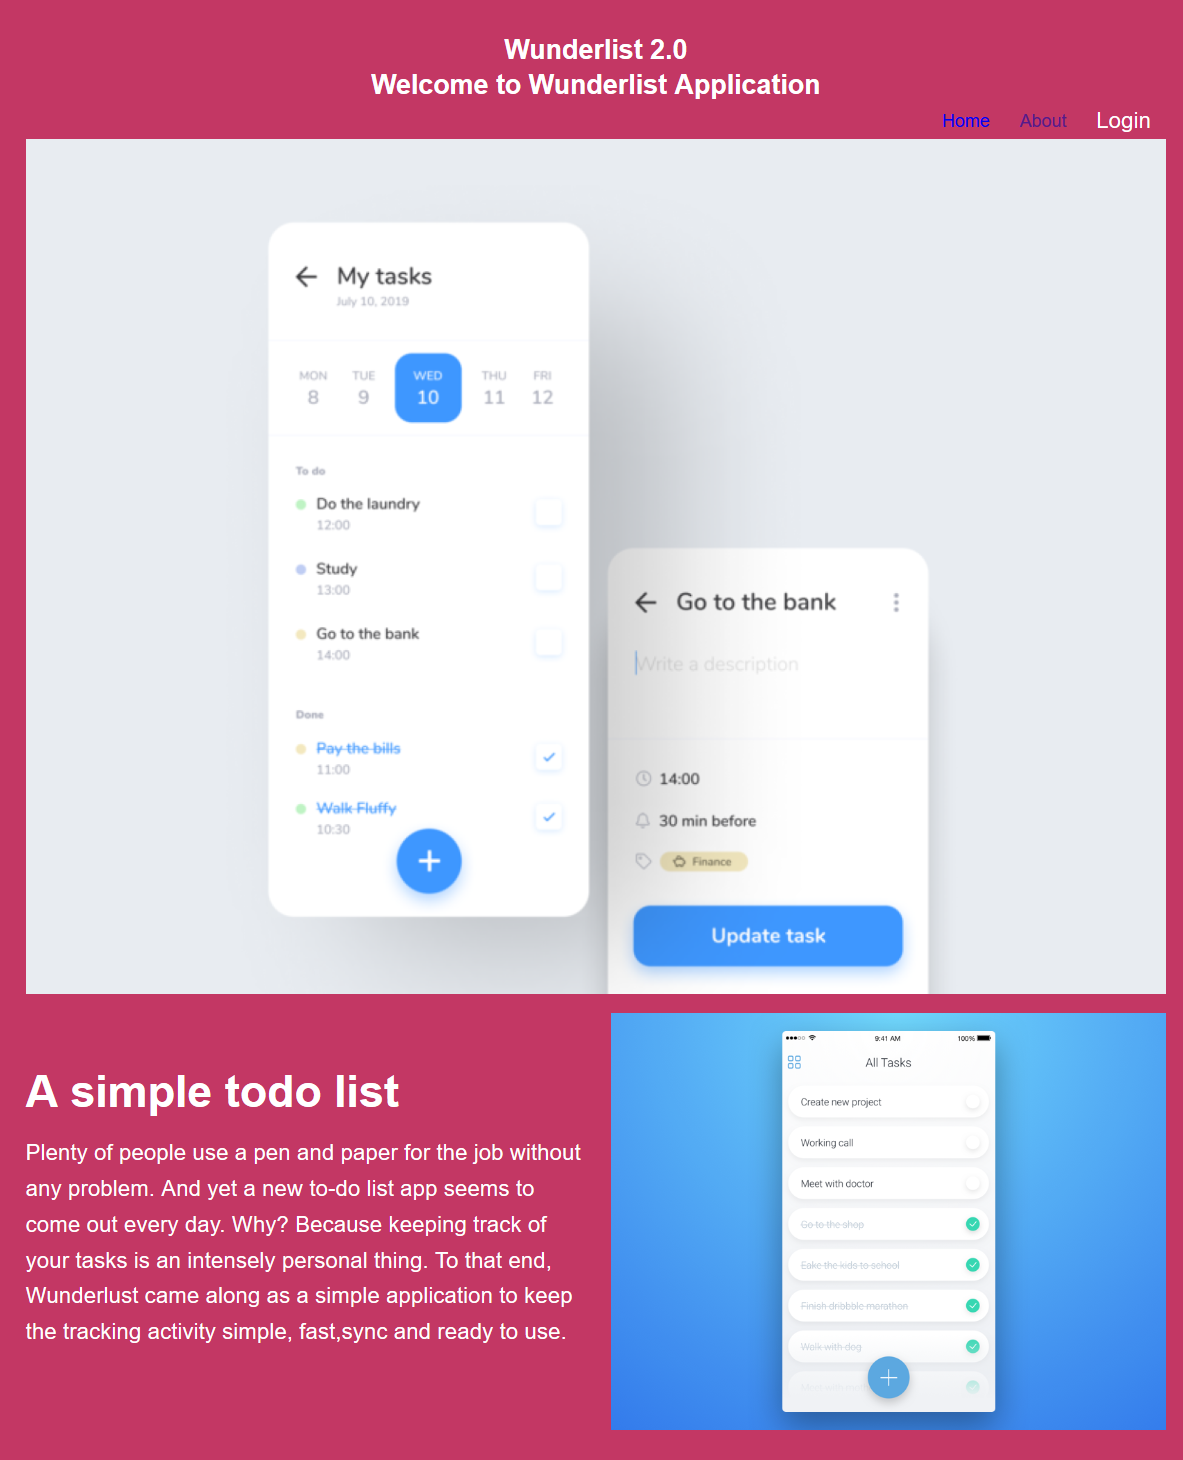 Wunderlist 2.0
Welcome to Wunderlist Application
Home About Login
My tasks
July 10, 2019
MON TUE WED THU FRI
8 9 10 11 12
To do
Do the laundry
12:00
Study
13:00
Go to the bank
14:00
Done
Pay the bills
11:00
Walk Fluffy
10:30
Go to the bank
Write a description
14:00
30 min before
Finance
Update task
A simple todo list
Plenty of people use a pen and paper for the job without
any problem. And yet a new to-do list app seems to
come out every day. Why? Because keeping track of
your tasks is an intensely personal thing. To that end,
Wunderlust came along as a simple application to keep
the tracking activity simple, fast,sync and ready to use.
9:41 AM 100%
All Tasks
Create new project
Working call
Meet with doctor
Go to the shop
Eake the kids to school
Finish dribbble marathon
Walk with dog